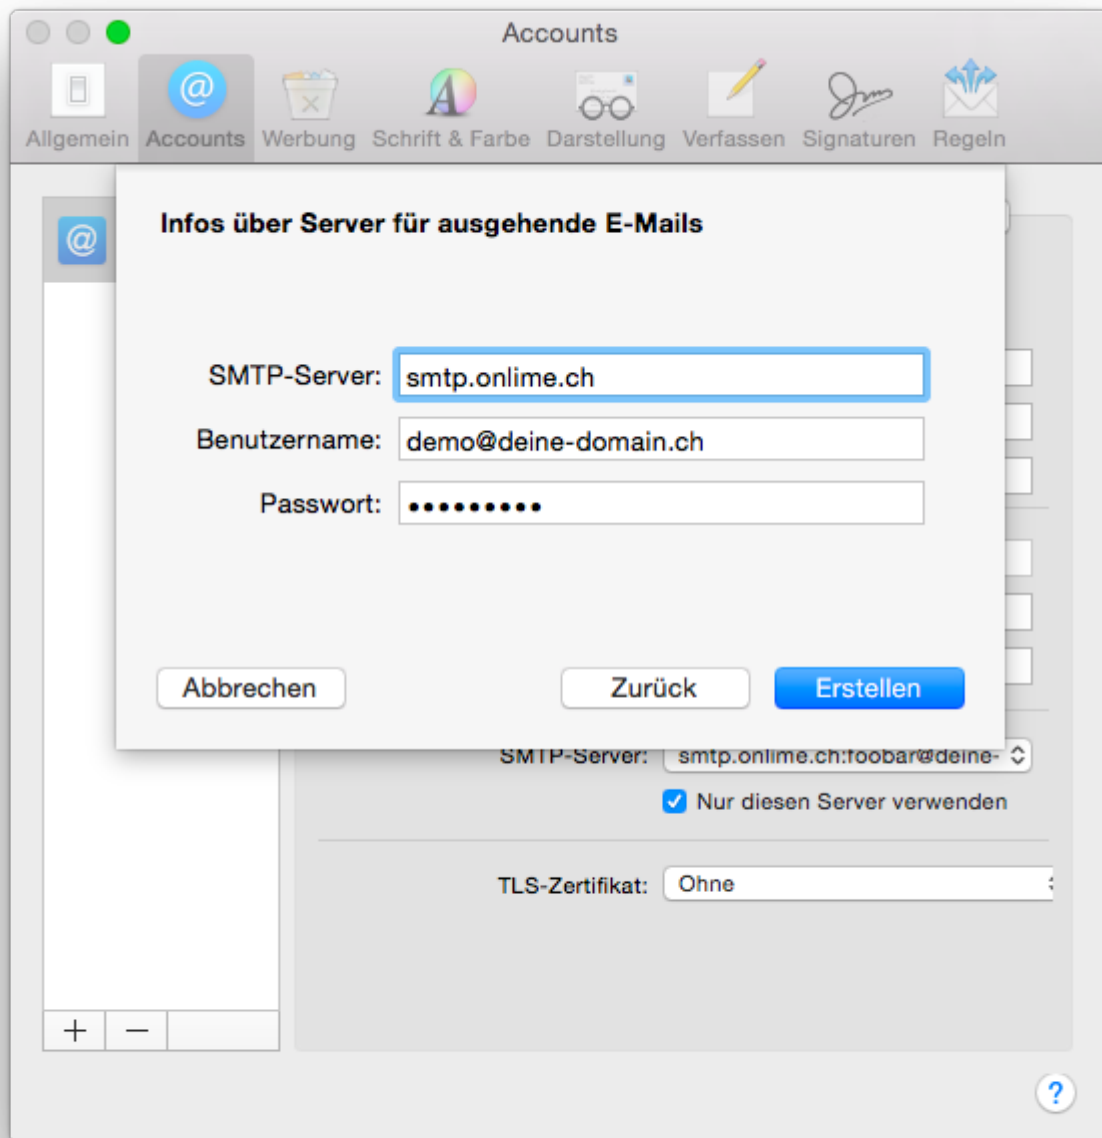 Accounts
Allgemein Accounts Werbung Schrift & Farbe Darstellung Verfassen Signaturen Regeln
Infos über Server für ausgehende E-Mails
SMTP-Server: smtp.onlime.ch
Benutzername: demo@deine-domain.ch
Passwort: •••••••••
Abbrechen Zurück Erstellen
SMTP-Server: smtp.onlime.ch:foobar@deine-
Nur diesen Server verwenden
TLS-Zertifikat: Ohne